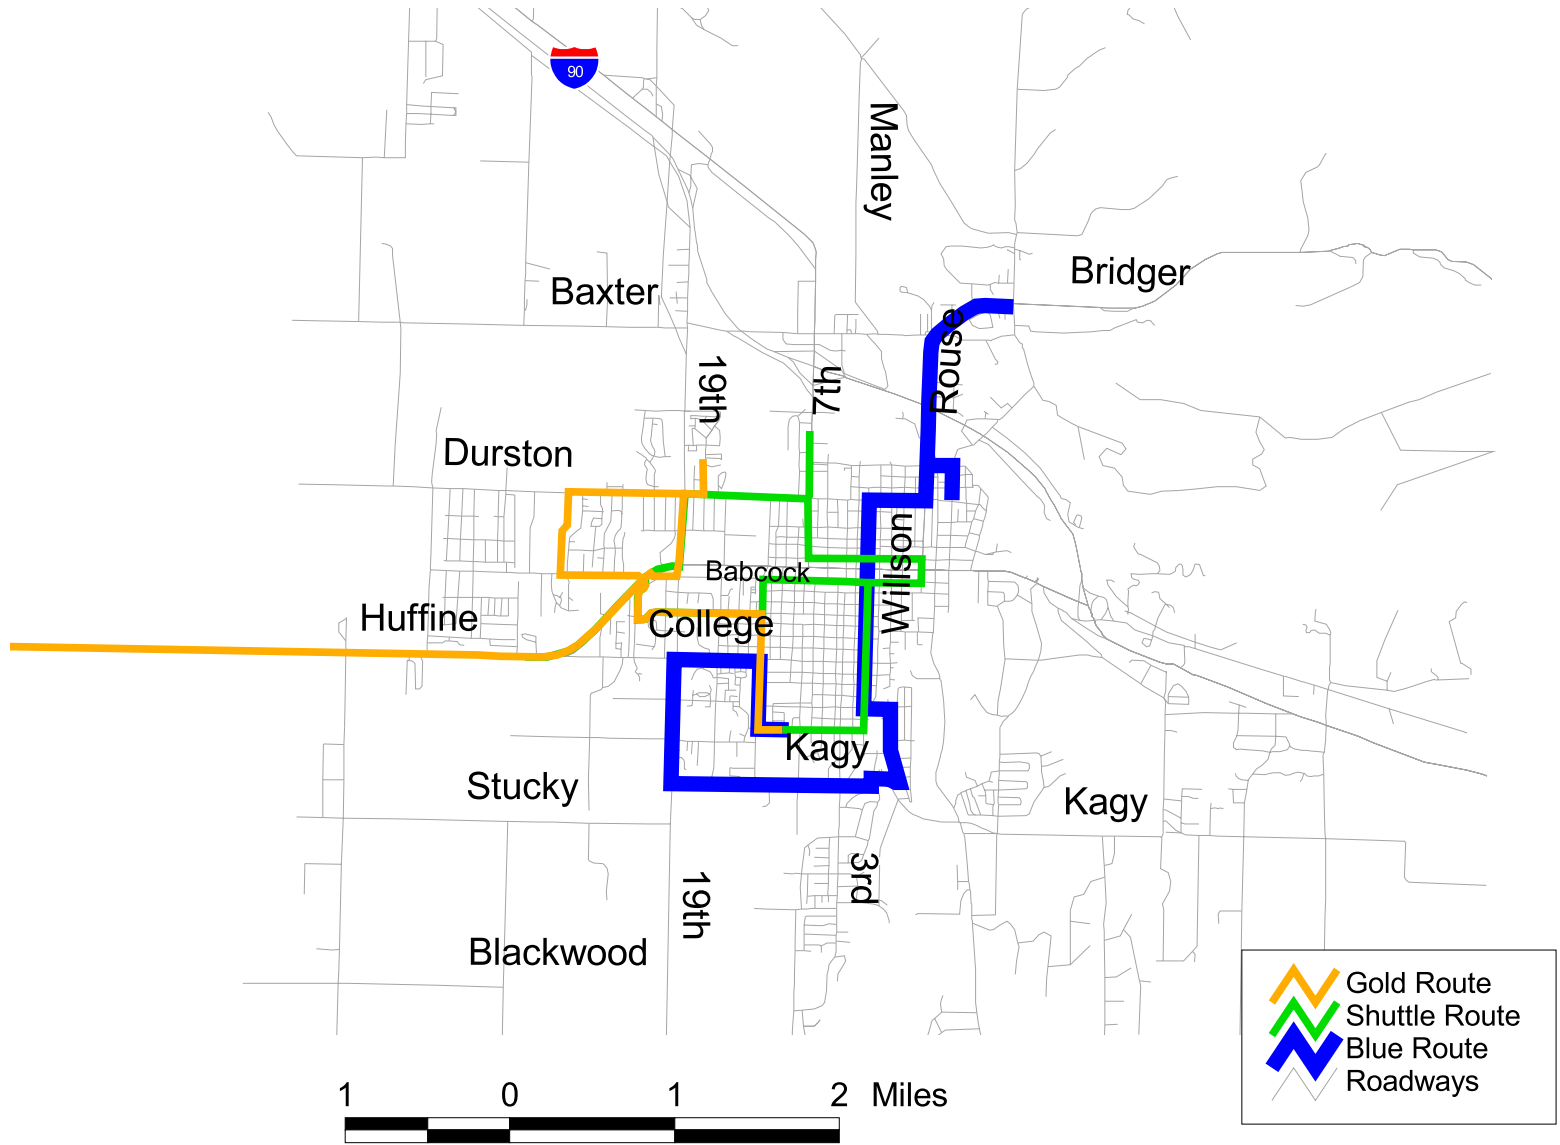 90
Manley
Baxter
Bridger
Rouse
19th
7th
Durston
Willson
Babcock
Huffine
College
Kagy
Stucky
Kagy
3rd
19th
Blackwood
Gold Route
Shuttle Route
Blue Route
Roadways
1 0 1 2 Miles